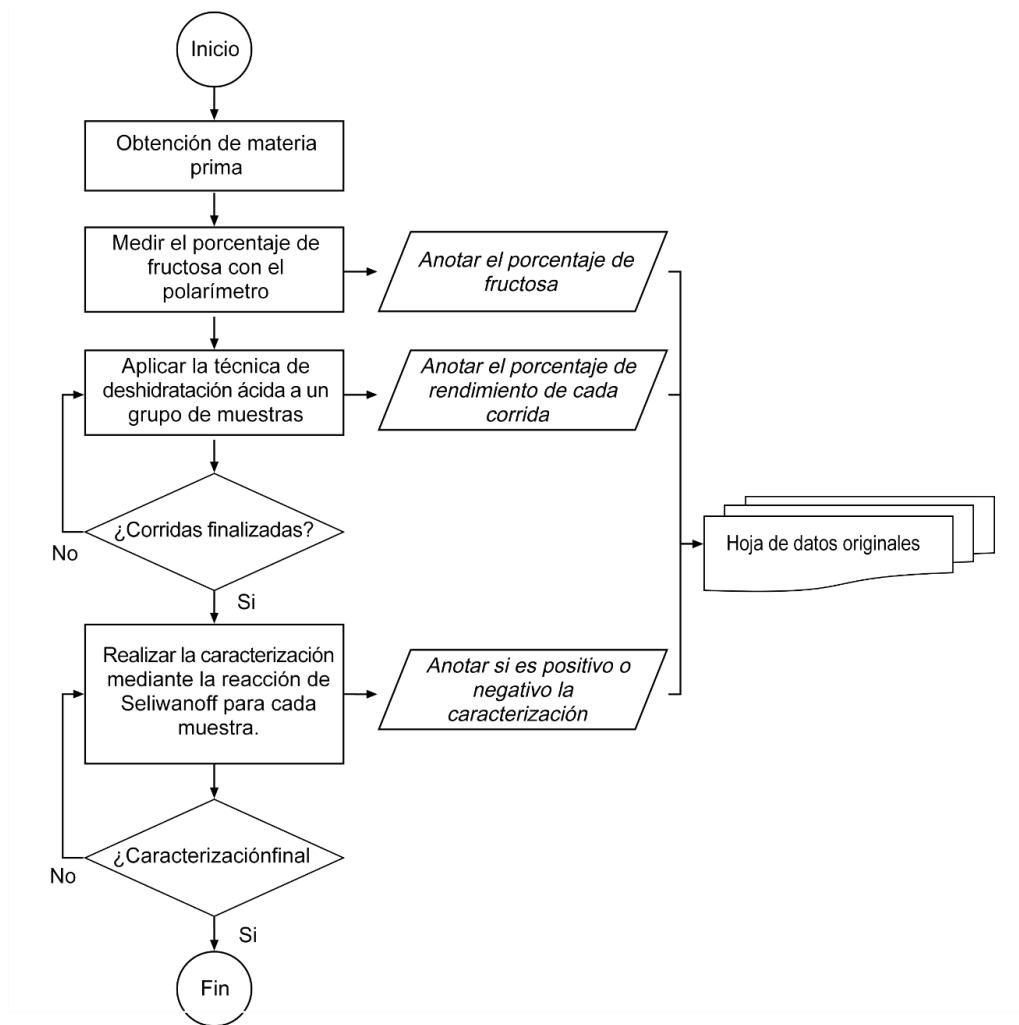 Inicio
Obtención de materia
prima
Medir el porcentaje de
fructosa con el
polarímetro
Anotar el porcentaje de
fructosa
Aplicar la técnica de
deshidratación ácida a un
grupo de muestras
Anotar el porcentaje de
rendimiento de cada
corrida
¿Corridas finalizadas?
No
Si
Hoja de datos originales
Realizar la caracterización
mediante la reacción de
Seliwanoff para cada
muestra.
Anotar si es positivo o
negativo la
caracterización
¿Caracterizaciónfinal
No
Si
Fin